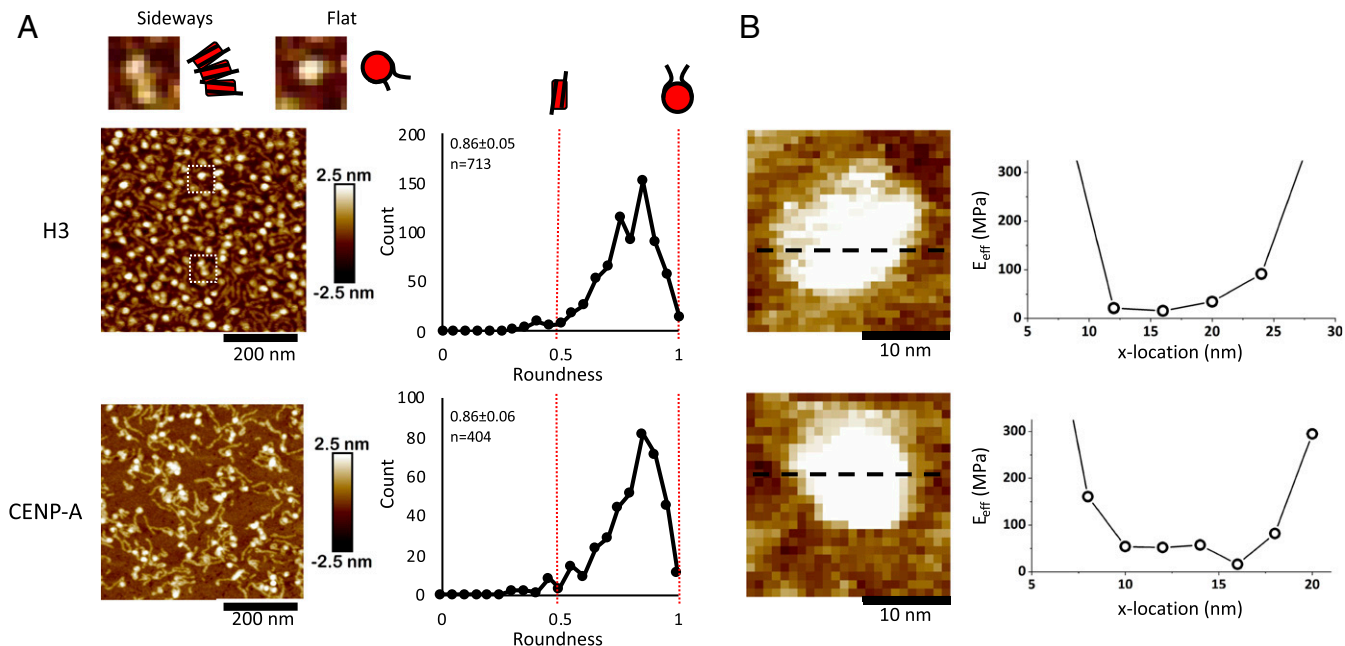 A
Sideways
Flat
H3
2.5 nm
-2.5 nm
200 nm
Count
200
150
100
50
0
0.86±0.05
n=713
0
0.5
1
Roundness
CENP-A
2.5 nm
-2.5 nm
200 nm
Count
100
80
60
40
20
0
0.86±0.06
n=404
0
0.5
1
Roundness
B
10 nm
E_eff (MPa)
300
200
100
0
5
10
15
20
25
30
x-location (nm)
10 nm
E_eff (MPa)
300
200
100
0
5
10
15
20
x-location (nm)